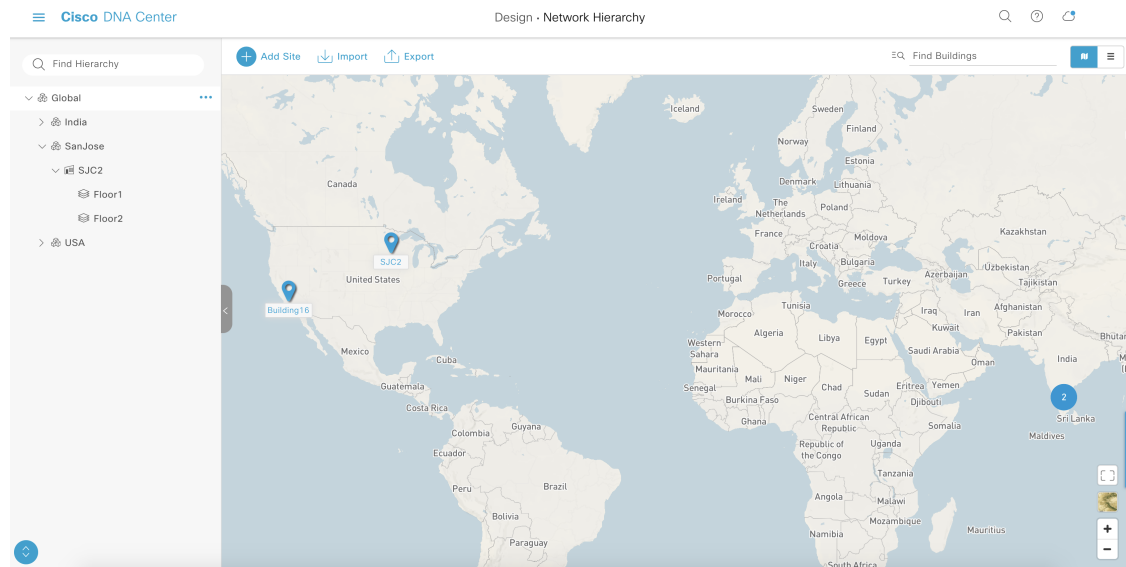 Cisco DNA Center
Design · Network Hierarchy
Find Hierarchy
Add Site
Import
Export
Find Buildings
Global
India
SanJose
SJC2
Floor1
Floor2
USA
Iceland
Sweden
Finland
Norway
Estonia
Canada
Denmark
Lithuania
Ireland
The
Netherlands
Poland
France
Moldova
Kazakhstan
Croatia
SJC2
Italy
Bulgaria
Uzbekistan
United States
Portugal
Greece
Turkey
Azerbaijan
Tajikistan
Building16
Tunisia
Morocco
Iraq
Iran
Afghanistan
Algeria
Libya
Egypt
Kuwait
Pakistan
Bhutan
Mexico
Western
Sahara
Saudi Arabia
Oman
India
Cuba
Mauritania
Guatemala
Senegal
Mali
Niger
Chad
Sudan
Eritrea
Yemen
Burkina Faso
Djibouti
2
Costa Rica
Ghana
Central African
Republic
Somalia
Sri Lanka
Guyana
Colombia
Maldives
Ecuador
Republic of
the Congo
Uganda
Tanzania
Peru
Brazil
Angola
Malawi
Bolivia
Mozambique
Mauritius
Namibia
Paraguay
South Africa